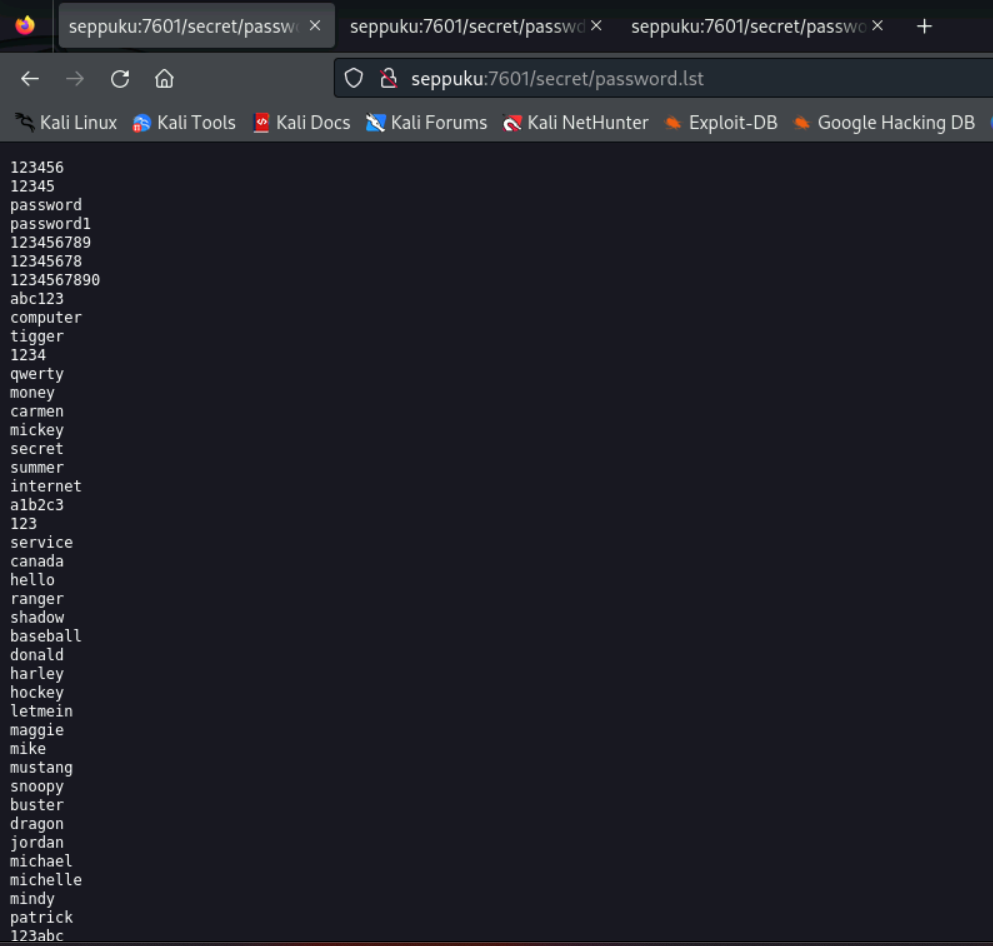 seppuku:7601/secret/passw
seppuku:7601/secret/passwd
seppuku:7601/secret/passwo
seppuku:7601/secret/password.lst
Kali Linux
Kali Tools
Kali Docs
Kali Forums
Kali NetHunter
Exploit-DB
Google Hacking DB
123456
12345
password
password1
123456789
12345678
1234567890
abc123
computer
tigger
1234
qwerty
money
carmen
mickey
secret
summer
internet
a1b2c3
123
service
canada
hello
ranger
shadow
baseball
donald
harley
hockey
letmein
maggie
mike
mustang
snoopy
buster
dragon
jordan
michael
michelle
mindy
patrick
123abc